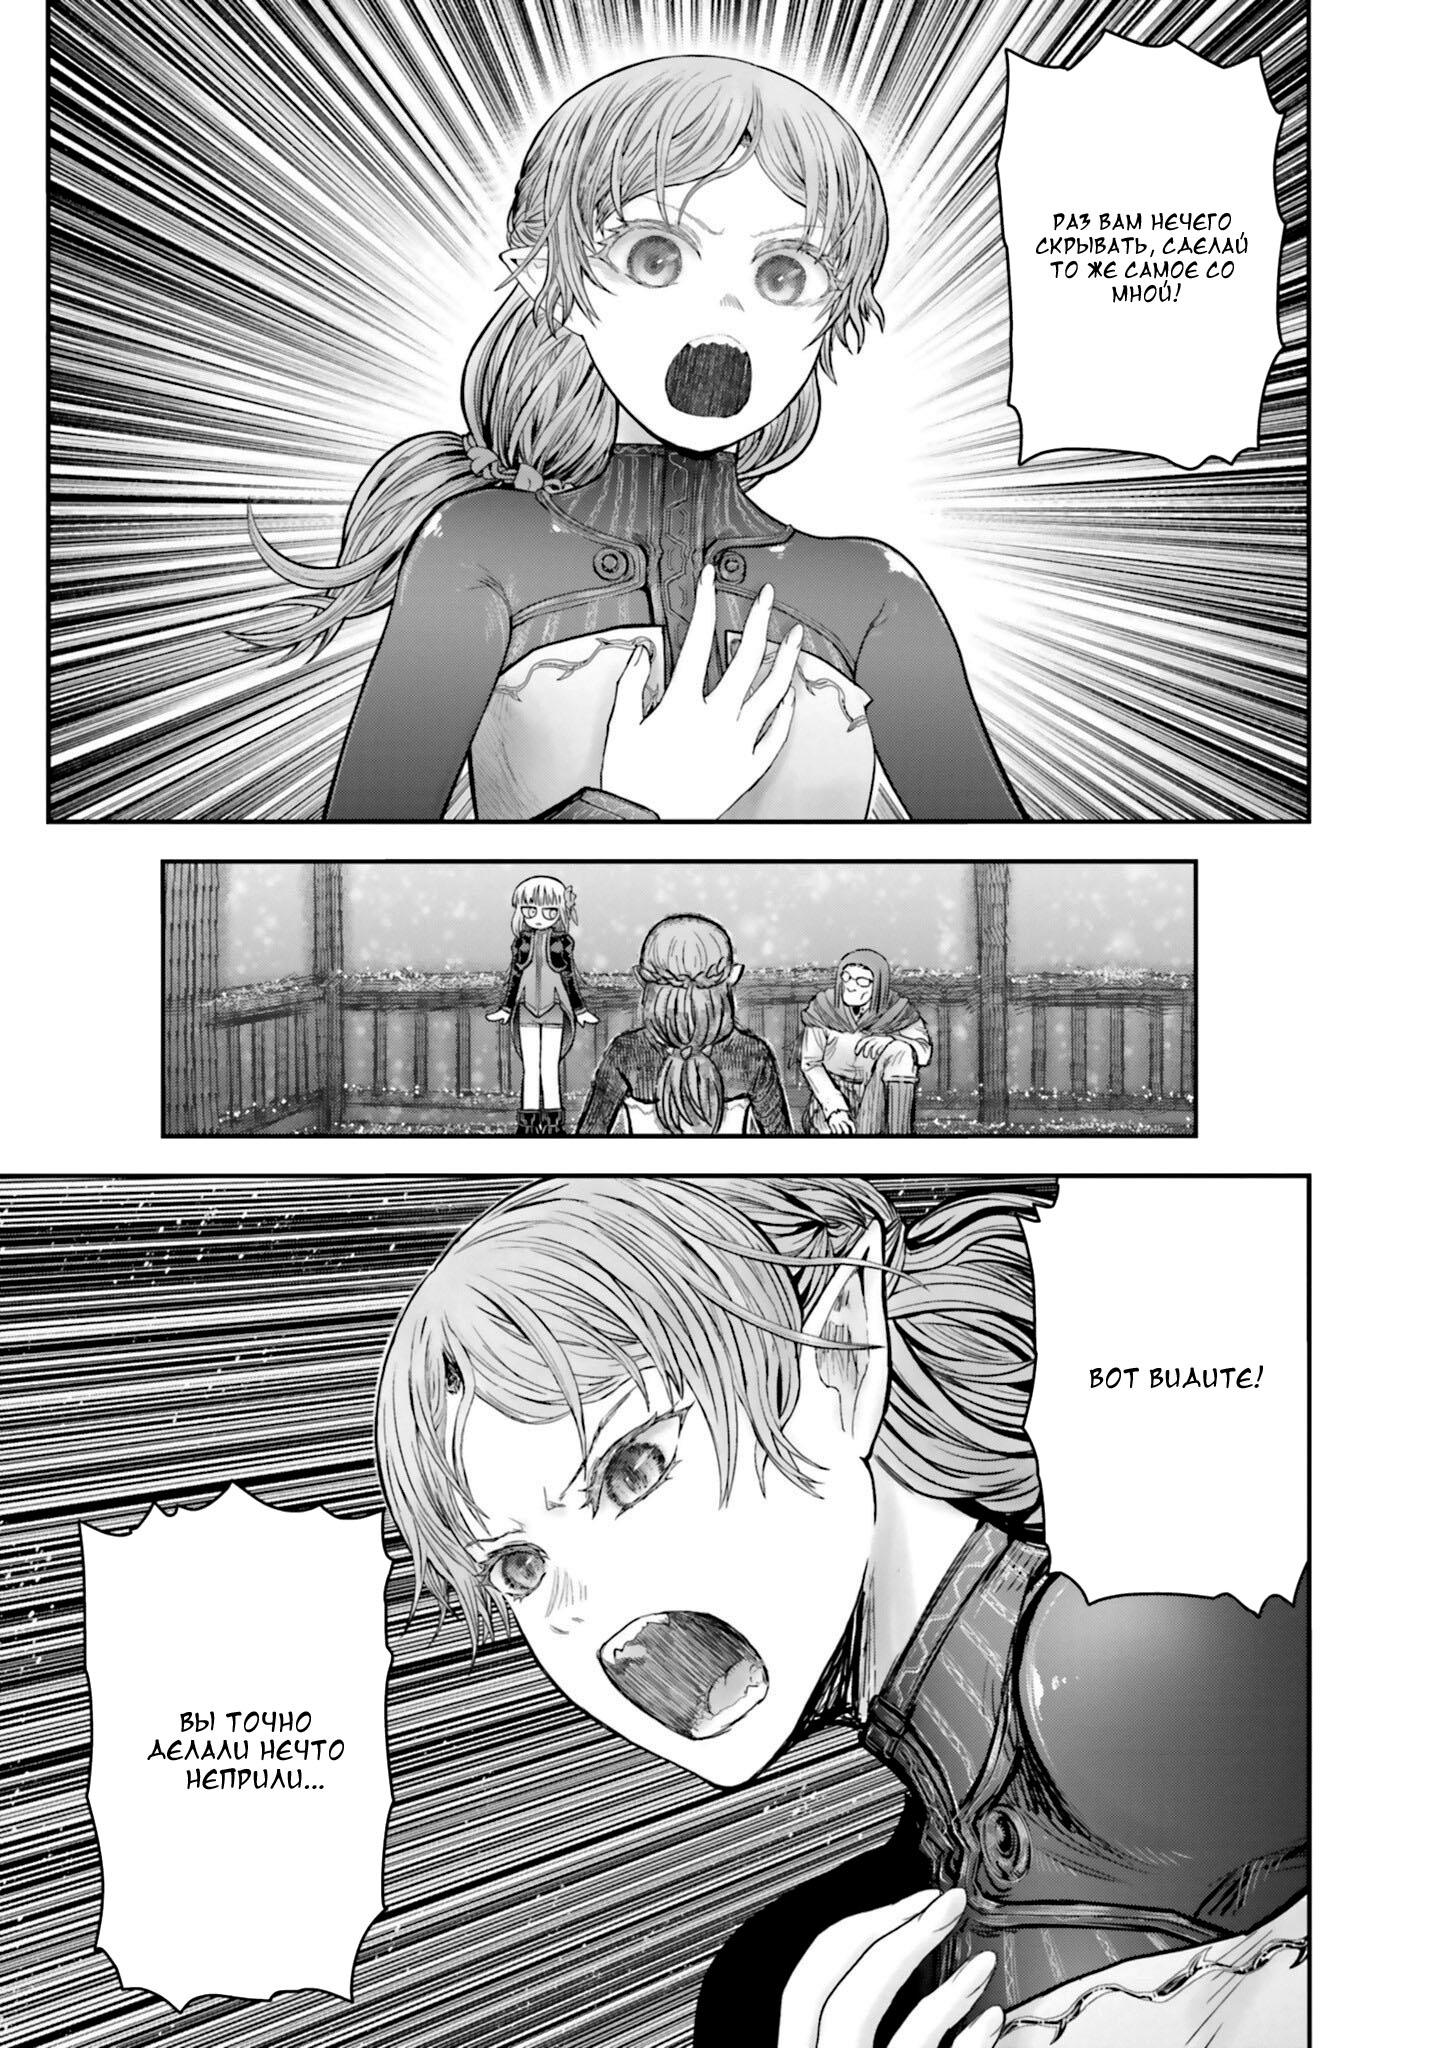 РАЗ ВАМ НЕЧЕГО
СКРЫВАТЬ, СДЕЛАЙ
ТО ЖЕ САМОЕ СО
МНОЙ!
ВОТ ВИДИТЕ!
ВЫ ТОЧНО
ДЕЛАЛИ НЕЧТО
НЕПРИЛИ...